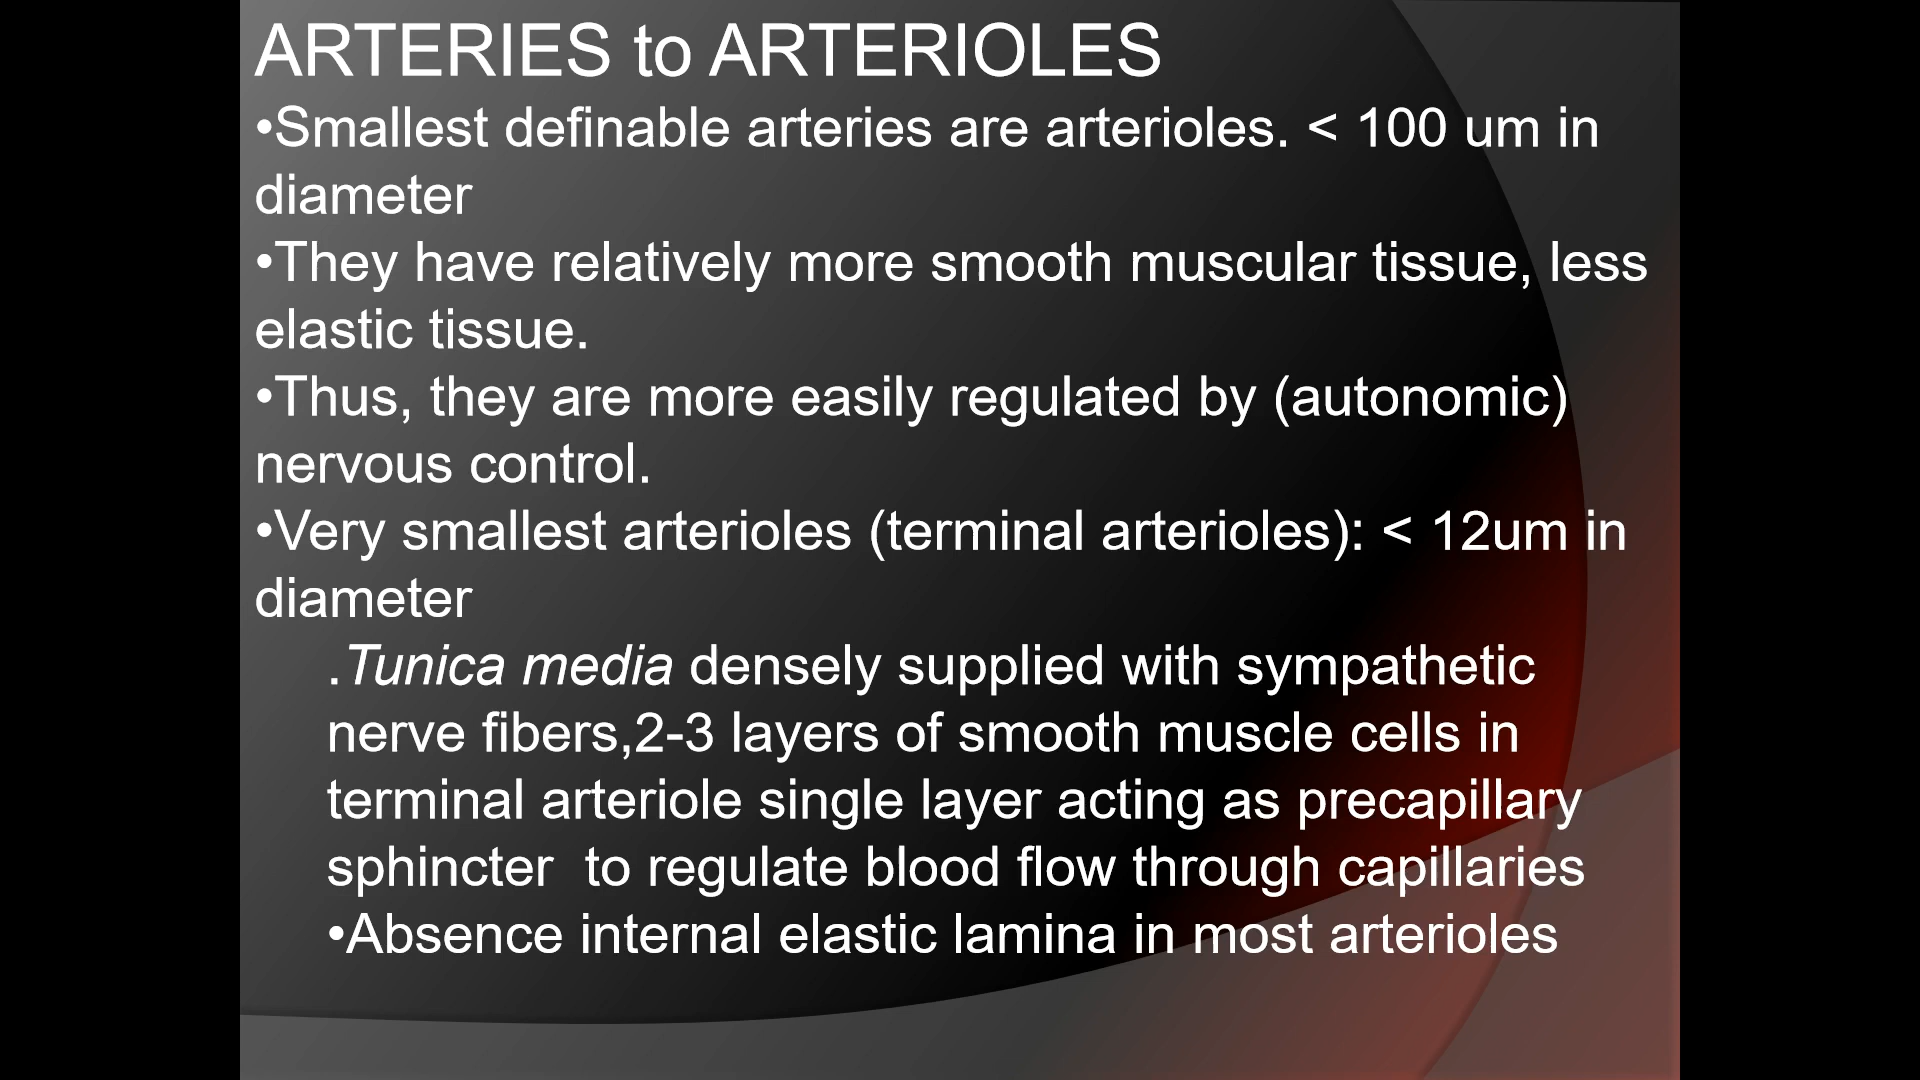 ARTERIES to ARTERIOLES
•Smallest definable arteries are arterioles. < 100 um in
diameter
•They have relatively more smooth muscular tissue, less
elastic tissue.
•Thus, they are more easily regulated by (autonomic)
nervous control.
•Very smallest arterioles (terminal arterioles): < 12um in
diameter
.Tunica media densely supplied with sympathetic
nerve fibers,2-3 layers of smooth muscle cells in
terminal arteriole single layer acting as precapillary
sphincter  to regulate blood flow through capillaries
•Absence internal elastic lamina in most arterioles